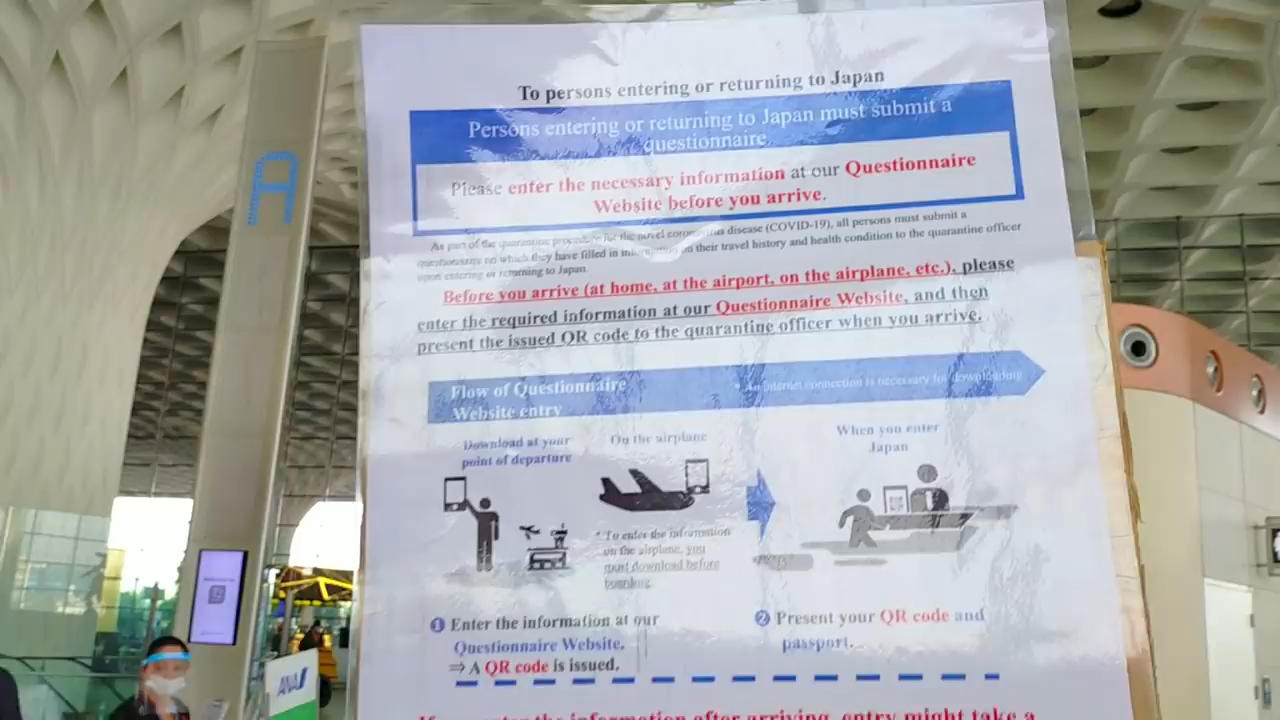 To persons entering or returning to Japan
Persons entering or returning to Japan must submit a
questionnaire
Please enter the necessary information at our Questionnaire
Website before you arrive.
As part of the quarantine procedure for the novel coronavirus disease (COVID-19), all persons must submit a
questionnaire on which they have filled in information on their travel history and health condition to the quarantine officer
upon entering or returning to Japan.
Before you arrive (at home, at the airport, on the airplane, etc.), please
enter the required information at our Questionnaire Website, and then
present the issued QR code to the quarantine officer when you arrive.
Flow of Questionnaire
Website entry
* An Internet connection is necessary for downloading
Download at your
point of departure
On the airplane
When you enter
Japan
* To enter the information
on the airplane, you
must download before
boarding.
❶ Enter the information at our
Questionnaire Website.
⇒ A QR code is issued.
❷ Present your QR code and
passport.
If you enter the information after arriving, entry might take a
A
ANA